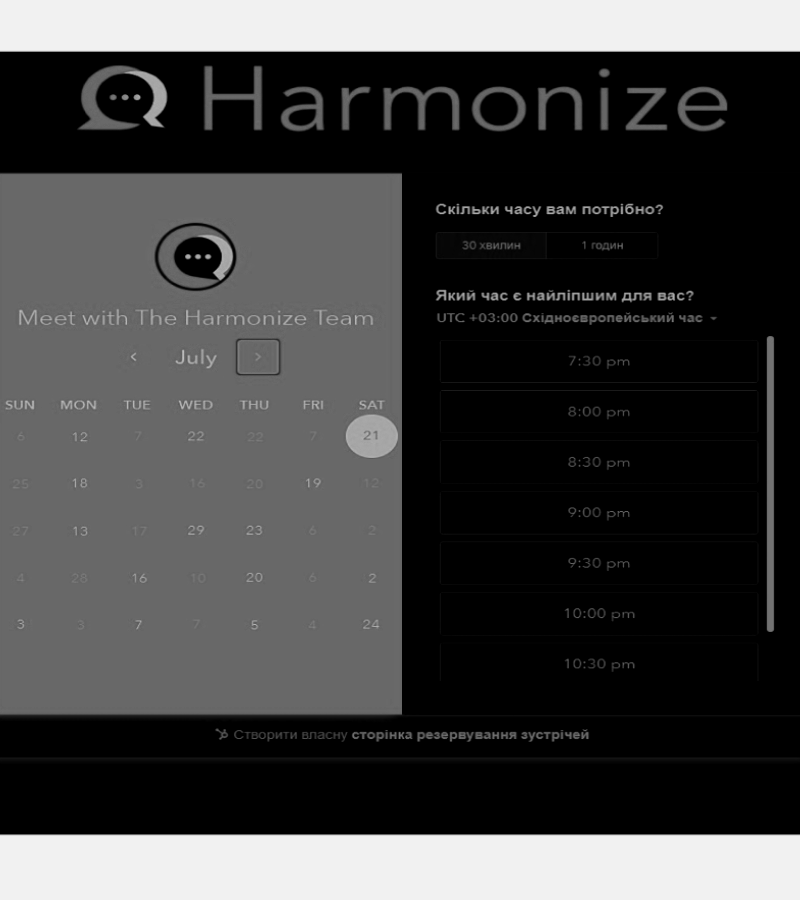 Harmonize
Meet with The Harmonize Team
July
SUN MON TUE WED THU FRI SAT
6 12 7 22 22 7 21
25 18 3 16 20 19 12
27 13 17 29 23 6 2
4 28 16 10 20 6 2
3 3 7 7 5 4 24
Скільки часу вам потрібно?
30 хвилин 1 годин
Який час є найліпшим для вас?
UTC +03:00 Східноєвропейський час
7:30 pm
8:00 pm
8:30 pm
9:00 pm
9:30 pm
10:00 pm
10:30 pm
Створити власну сторінка резервування зустрічей